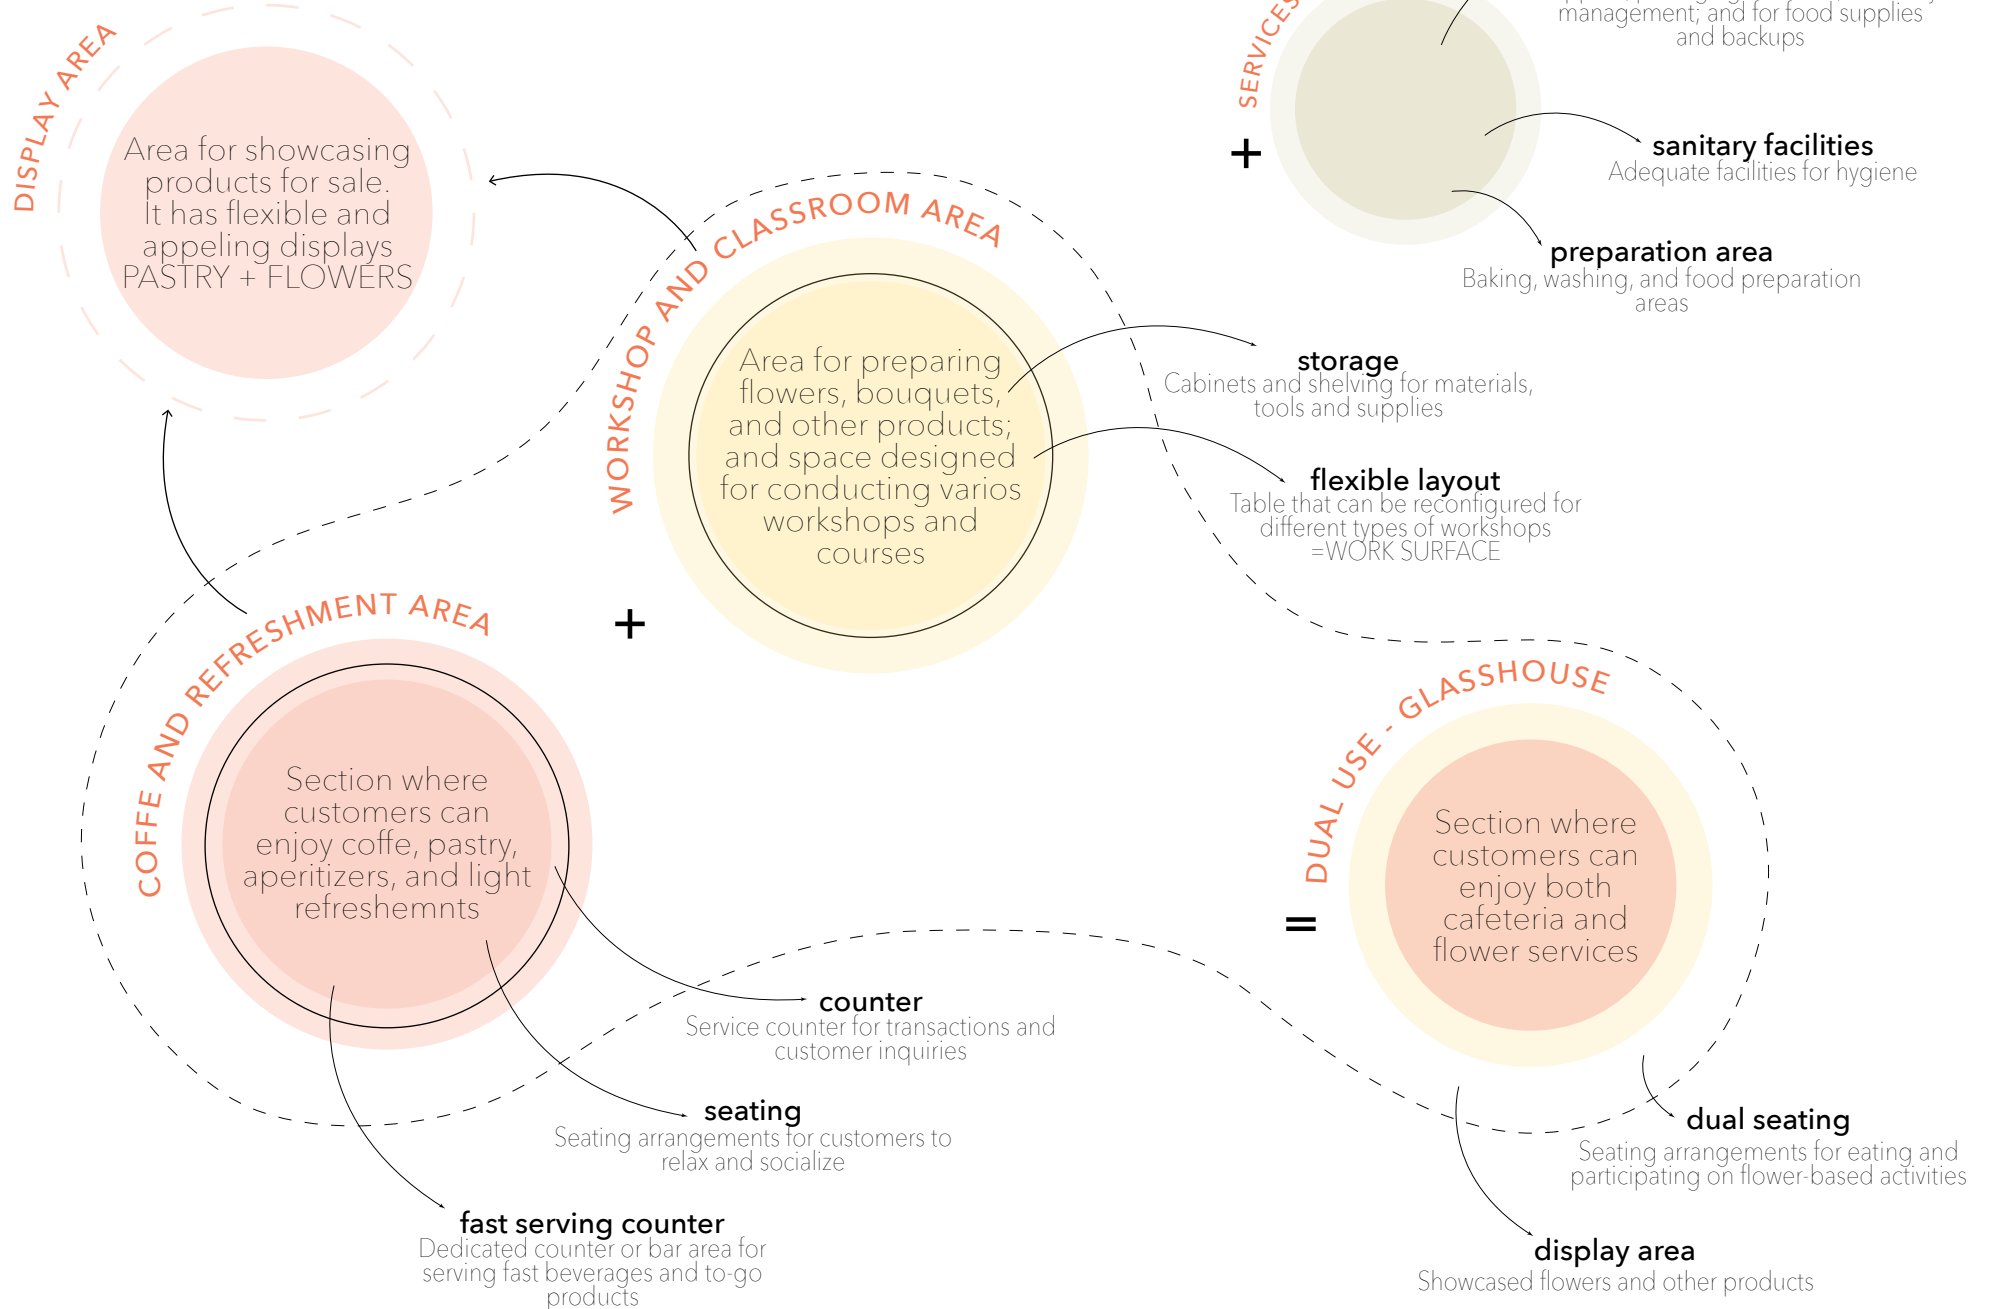 DISPLAY AREA
Area for showcasing
products for sale.
It has flexible and
appeling displays
PASTRY + FLOWERS
SERVICES
management; and for food supplies
and backups
+
sanitary facilities
Adequate facilities for hygiene
preparation area
Baking, washing, and food preparation
areas
WORKSHOP AND CLASSROOM AREA
Area for preparing
flowers, bouquets,
and other products;
and space designed
for conducting varios
workshops and
courses
storage
Cabinets and shelving for materials,
tools and supplies
flexible layout
Table that can be reconfigured for
different types of workshops
=WORK SURFACE
+
COFFE AND REFRESHMENT AREA
Section where
customers can
enjoy coffe, pastry,
aperitizers, and light
refreshemnts
counter
Service counter for transactions and
customer inquiries
seating
Seating arrangements for customers to
relax and socialize
fast serving counter
Dedicated counter or bar area for
serving fast beverages and to-go
products
=
DUAL USE - GLASSHOUSE
Section where
customers can
enjoy both
cafeteria and
flower services
dual seating
Seating arrangements for eating and
participating on flower-based activities
display area
Showcased flowers and other products